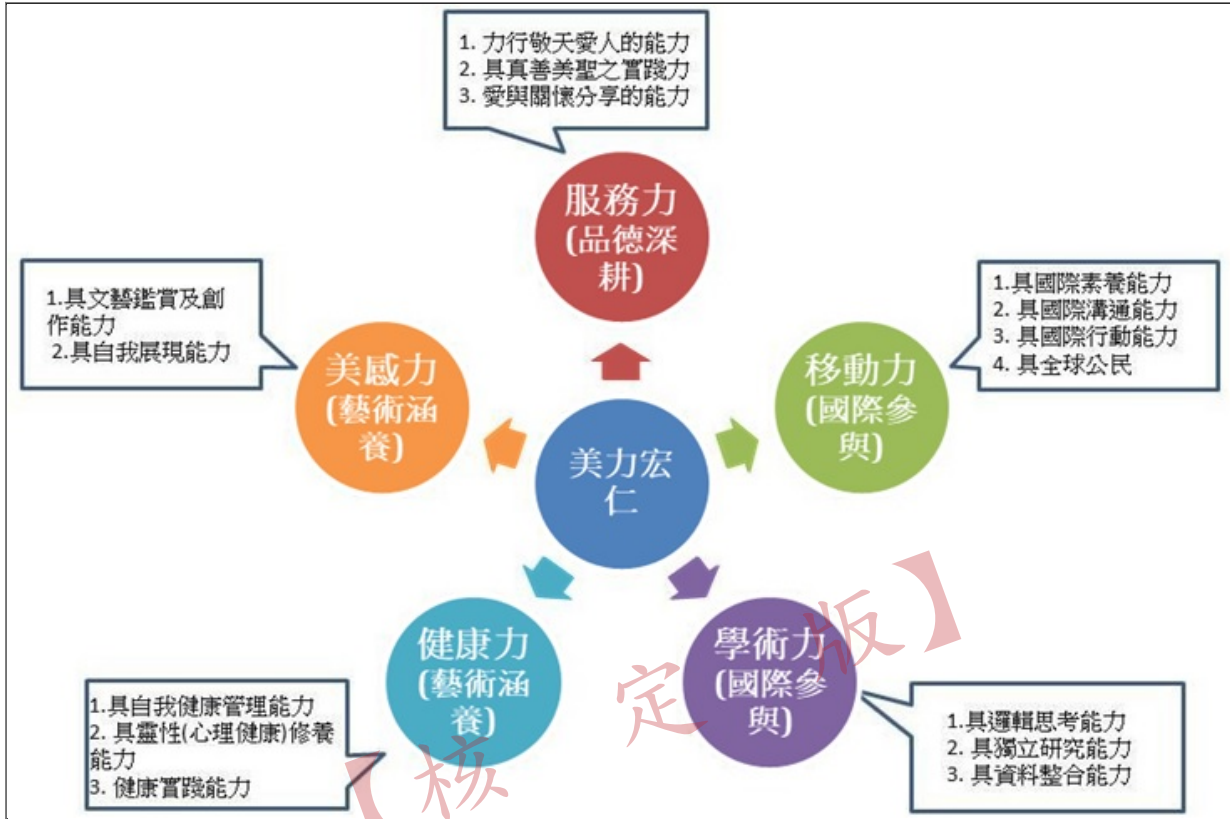 1. 力行敬天愛人的能力
2. 具真善美聖之實踐力
3. 愛與關懷分享的能力
服務力
(品德深
耕)
1.具文藝鑑賞及創
作能力
2.具自我展現能力
美感力
(藝術涵
養)
1.具國際素養能力
2. 具國際溝通能力
3. 具國際行動能力
4. 具全球公民
移動力
(國際參
與)
美力宏
仁
健康力
(藝術涵
養)
1.具自我健康管理能力
2. 具靈性(心理健康)修養
能力
3. 健康實踐能力
學術力
(國際參
與)
1.具邏輯思考能力
2. 具獨立研究能力
3. 具資料整合能力
【核定版】